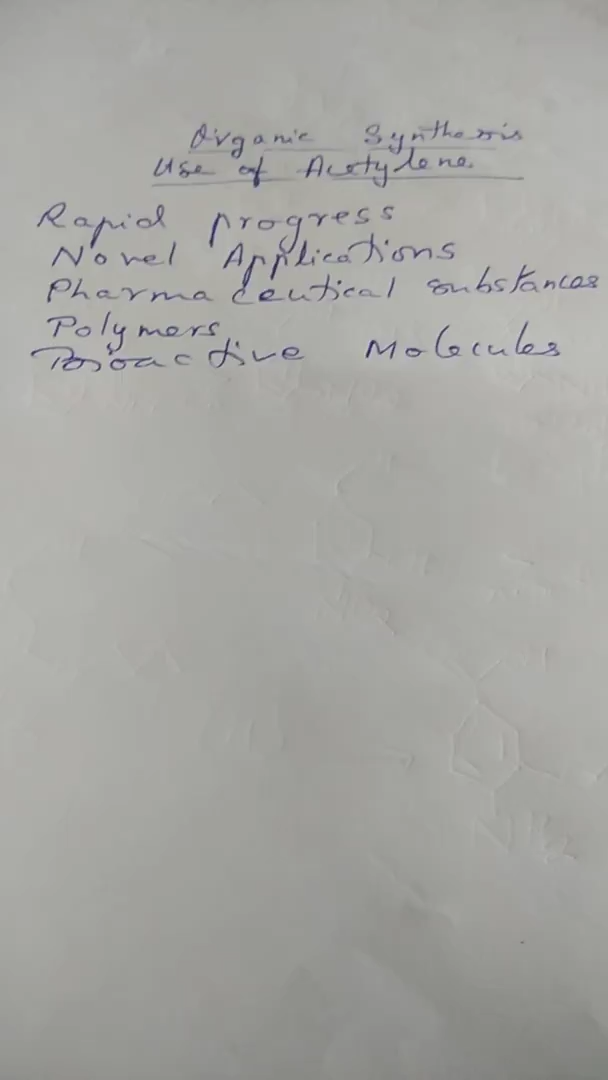 Organic Synthesis
Use of Acetylene
Rapid progress
Novel Applications
Pharmaceutical substances
Polymers
Bioactive Molecules